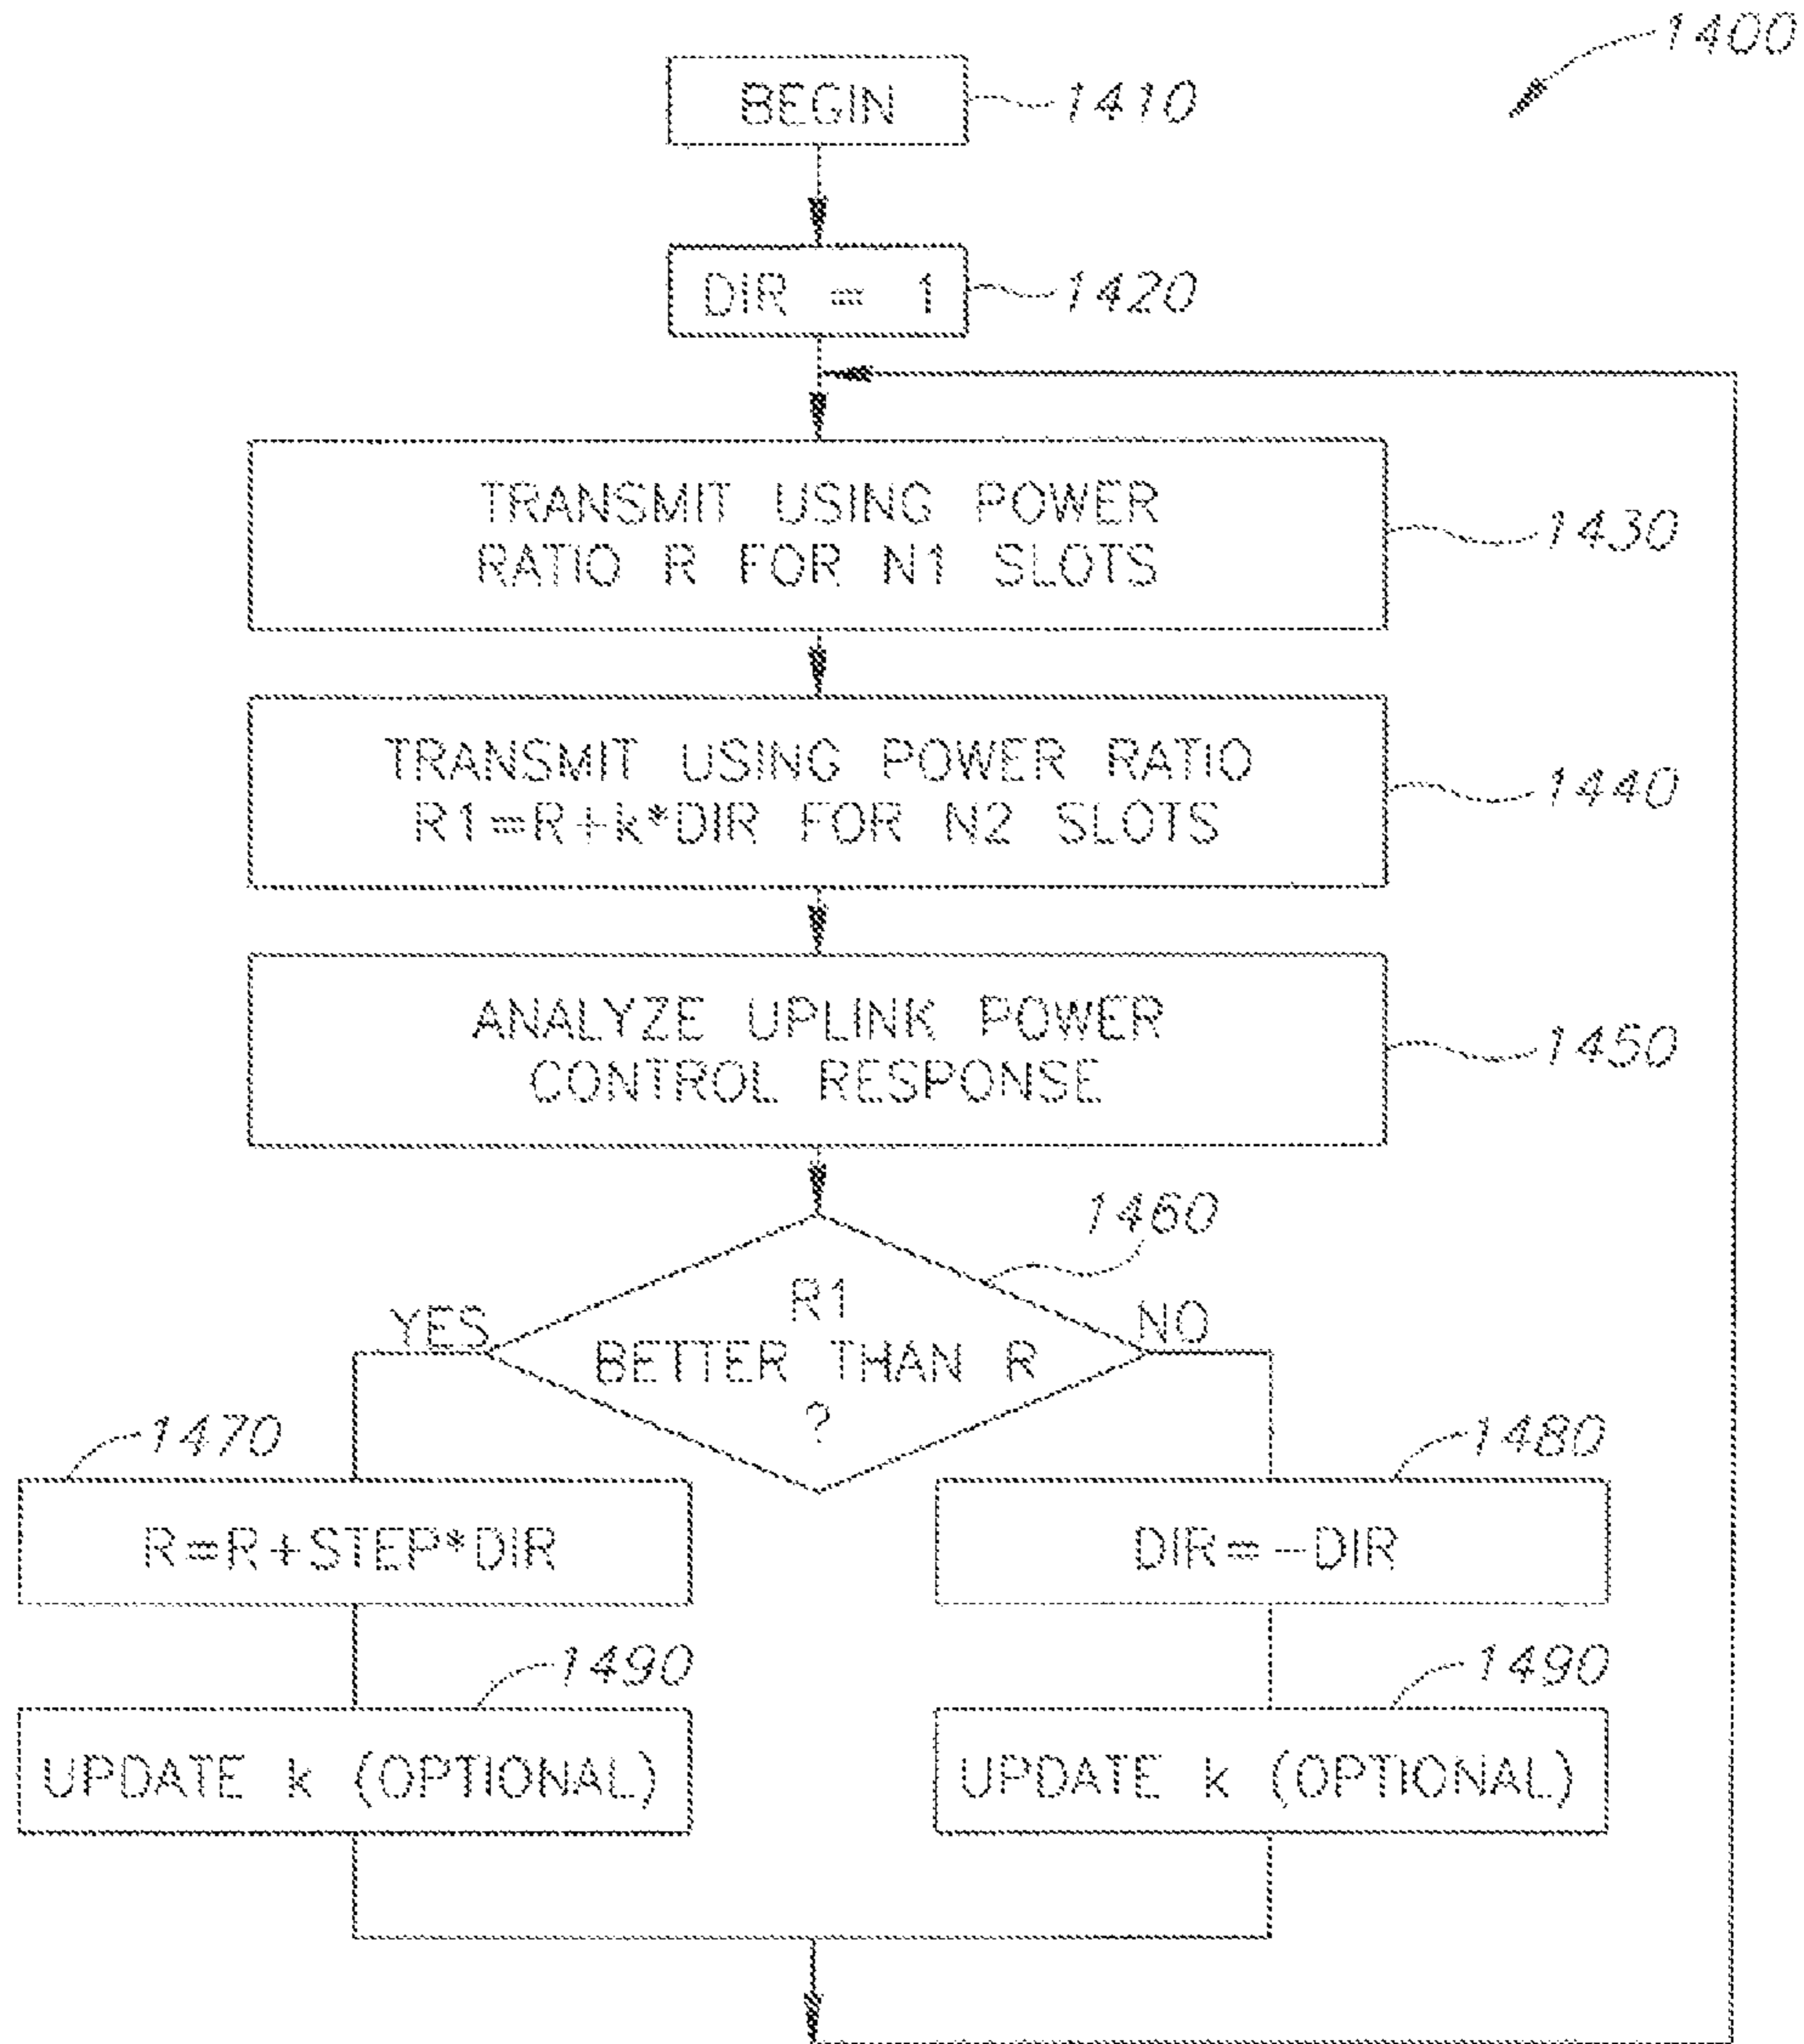 1400
BEGIN
1410
DIR = 1
1420
TRANSMIT USING POWER
RATIO R FOR N1 SLOTS
1430
TRANSMIT USING POWER RATIO
R1=R+k*DIR FOR N2 SLOTS
1440
ANALYZE UPLINK POWER
CONTROL RESPONSE
1450
1460
R1
BETTER THAN R
?
YES
NO
1470
1480
R=R+STEP*DIR
DIR=-DIR
1490
1490
UPDATE k (OPTIONAL)
UPDATE k (OPTIONAL)